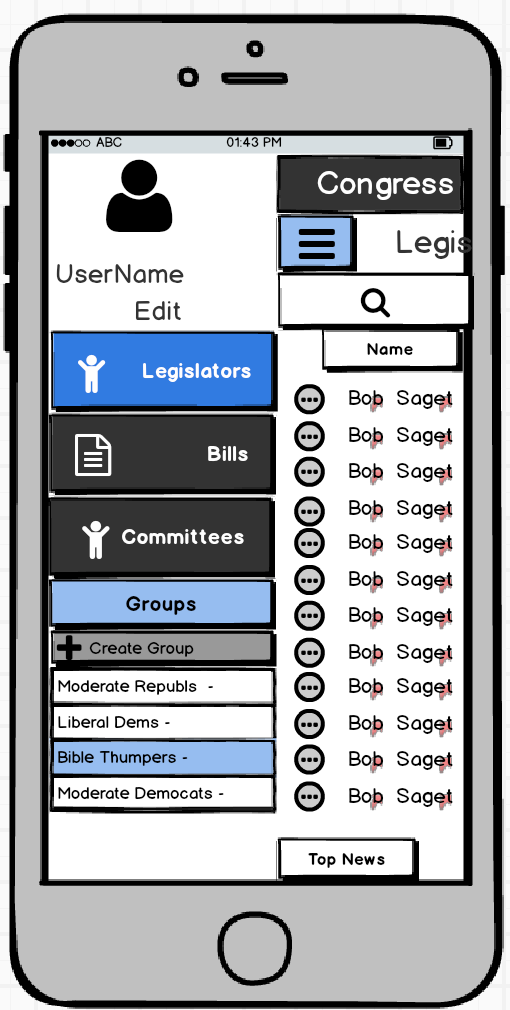 ABC 01:43 PM
Congress
Legis
UserName
Edit
Legislators
Bills
Committees
Groups
Create Group
Moderate Republs -
Liberal Dems -
Bible Thumpers -
Moderate Democats -
Name
Bob Saget
Bob Saget
Bob Saget
Bob Saget
Bob Saget
Bob Saget
Bob Saget
Bob Saget
Bob Saget
Bob Saget
Bob Saget
Bob Saget
Top News